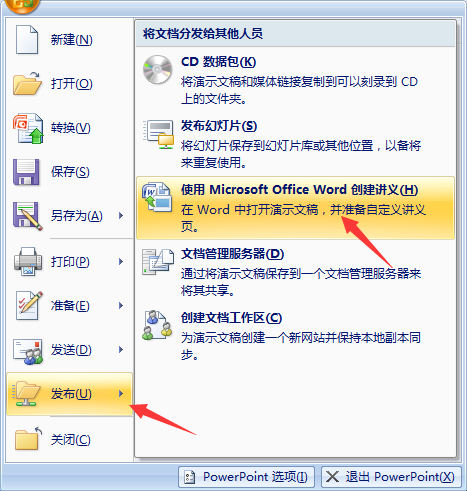 新建(N)
打开(O)
转换(V)
保存(S)
另存为(A)
打印(P)
准备(E)
发送(D)
发布(U)
关闭(C)
将文档分发给其他人员
CD 数据包(K)
将演示文稿和媒体链接复制到可以刻录到 CD
上的文件夹。
发布幻灯片(S)
将幻灯片保存到幻灯片库或其他位置，以备将
来重复使用。
使用 Microsoft Office Word 创建讲义(H)
在 Word 中打开演示文稿，并准备自定义讲义
页。
文档管理服务器(D)
通过将演示文稿保存到一个文档管理服务器来
将其共享。
创建文档工作区(C)
为演示文稿创建一个新网站并保持本地副本同
步。
PowerPoint 选项(I)
退出 PowerPoint(X)